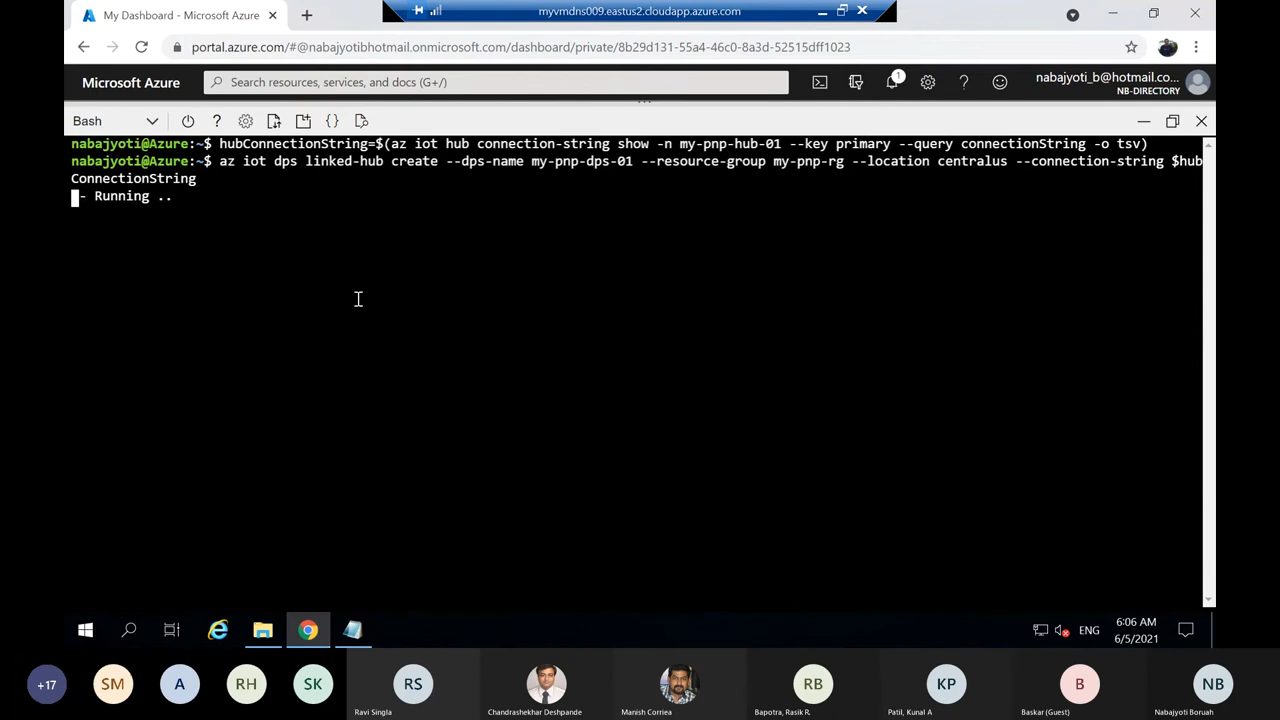 My Dashboard - Microsoft Azure
myvmdns009.eastus2.cloudapp.azure.com
portal.azure.com/#@nabajyotibhotmail.onmicrosoft.com/dashboard/private/8b29d131-55a4-46c0-8a3d-52515dff1023
Microsoft Azure
Search resources, services, and docs (G+/)
1
nabajyoti_b@hotmail.co...
NB-DIRECTORY
Bash
nabajyoti@Azure:~$ hubConnectionString=$(az iot hub connection-string show -n my-pnp-hub-01 --key primary --query connectionString -o tsv)
nabajyoti@Azure:~$ az iot dps linked-hub create --dps-name my-pnp-dps-01 --resource-group my-pnp-rg --location centralus --connection-string $hub
ConnectionString
- Running ..
ENG
6:06 AM
6/5/2021
+17
SM
A
RH
SK
RS
RB
KP
B
NB
Ravi Singla
Chandrashekhar Deshpande
Manish Correa
Bapotra, Rasik R.
Patil, Kunal A
Baskar (Guest)
Nabajyoti Boruah